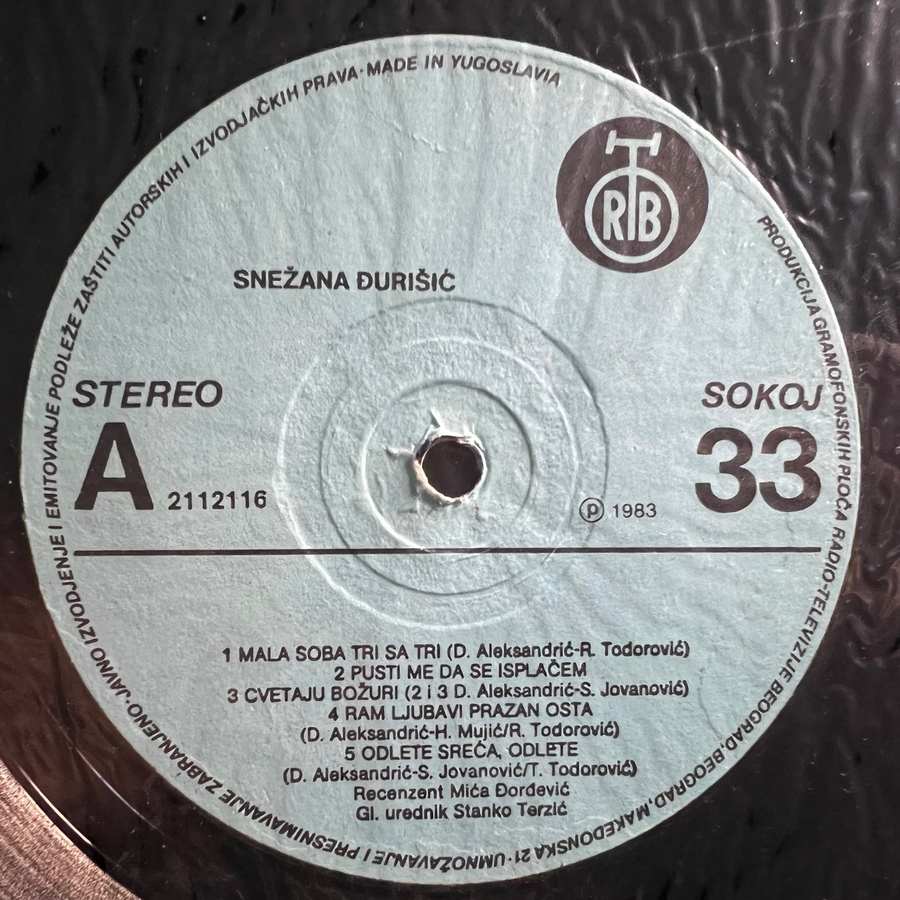 JAVNO IZVODJENJE I EMITOVANJE PODLEŽE ZAŠTITI AUTORSKIH I IZVODJAČKIH PRAVA · MADE IN YUGOSLAVIA
PRODUKCIJA GRAMOFONSKIH PLOČA RADIO-TELEVIZIJE BEOGRAD, BEOGRAD, MAKEDONSKA 21 · UMNOŽAVANJE I PRESNIMAVANJE ZABRANJENO ·
RTB
SNEŽANA ĐURIŠIĆ
STEREO
SOKOJ
A
2112116
33
℗ 1983
1 MALA SOBA TRI SA TRI (D. Aleksandrić-R. Todorović)
2 PUSTI ME DA SE ISPLAČEM
3 CVETAJU BOŽURI (2 i 3 D. Aleksandrić-S. Jovanović)
4 RAM LJUBAVI PRAZAN OSTA
(D. Aleksandrić-H. Mujić/R. Todorović)
5 ODLETE SREĆA, ODLETE
(D. Aleksandrić-S. Jovanović/T. Todorović)
Recenzent Mića Đorđević
Gl. urednik Stanko Terzić